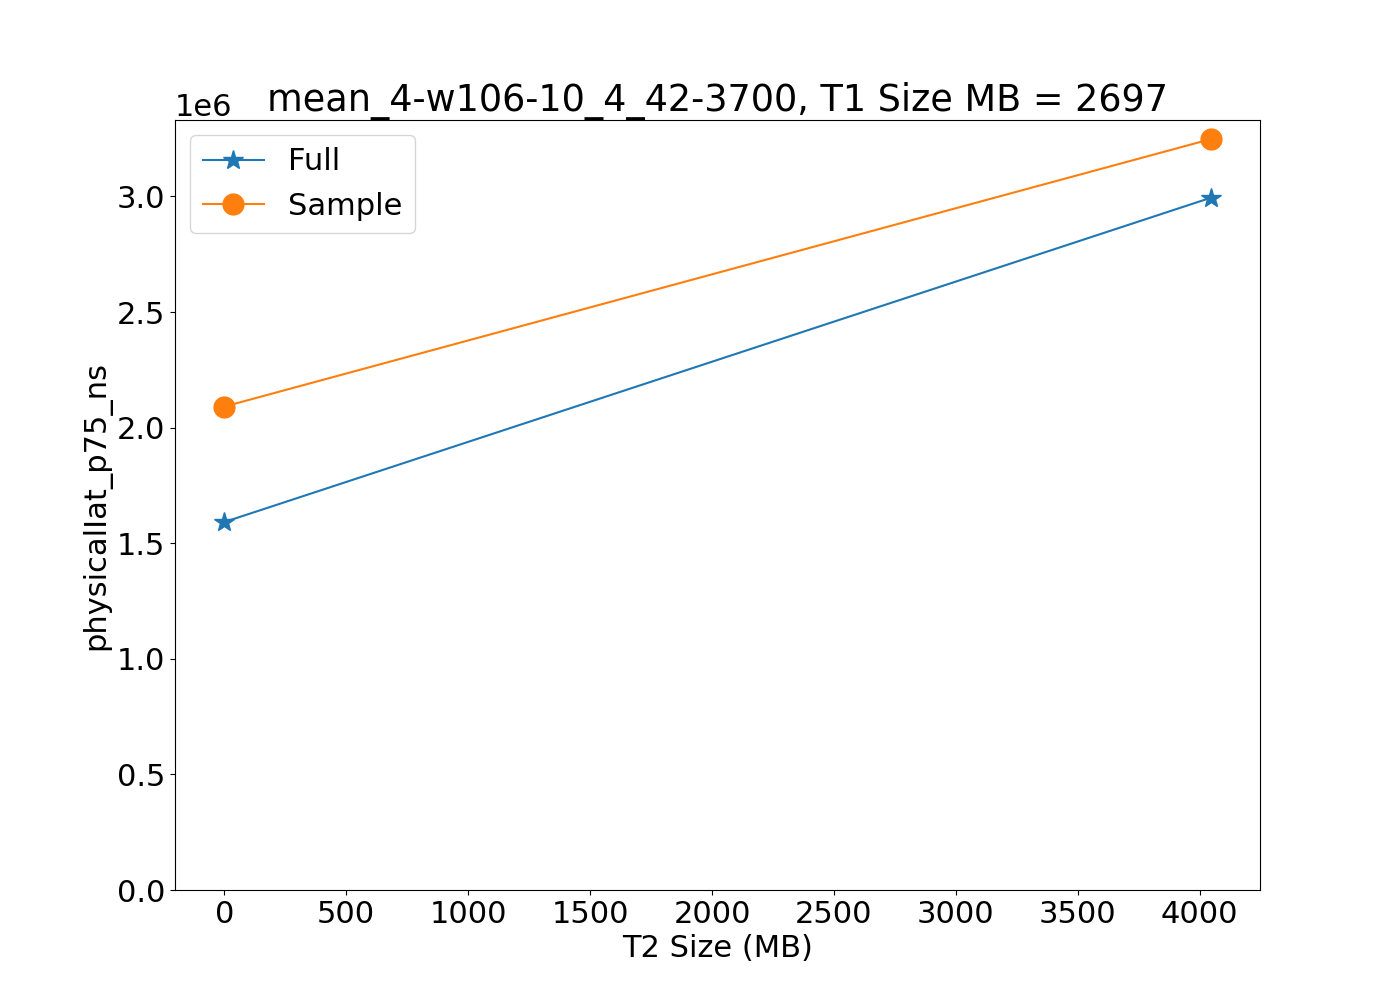 mean_4-w106-10_4_42-3700, T1 Size MB = 2697
1e6
Full
Sample
3.0
2.5
2.0
1.5
1.0
0.5
0.0
physicallat_p75_ns
0 500 1000 1500 2000 2500 3000 3500 4000
T2 Size (MB)